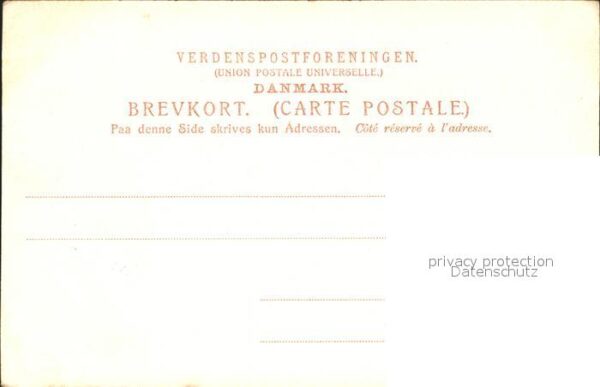 VERDENSPOSTFORENINGEN.
(UNION POSTALE UNIVERSELLE.)
DANMARK.
BREVKORT. (CARTE POSTALE.)
Paa denne Side skrives kun Adressen. Côté réservé à l'adresse.
privacy protection
Datenschutz